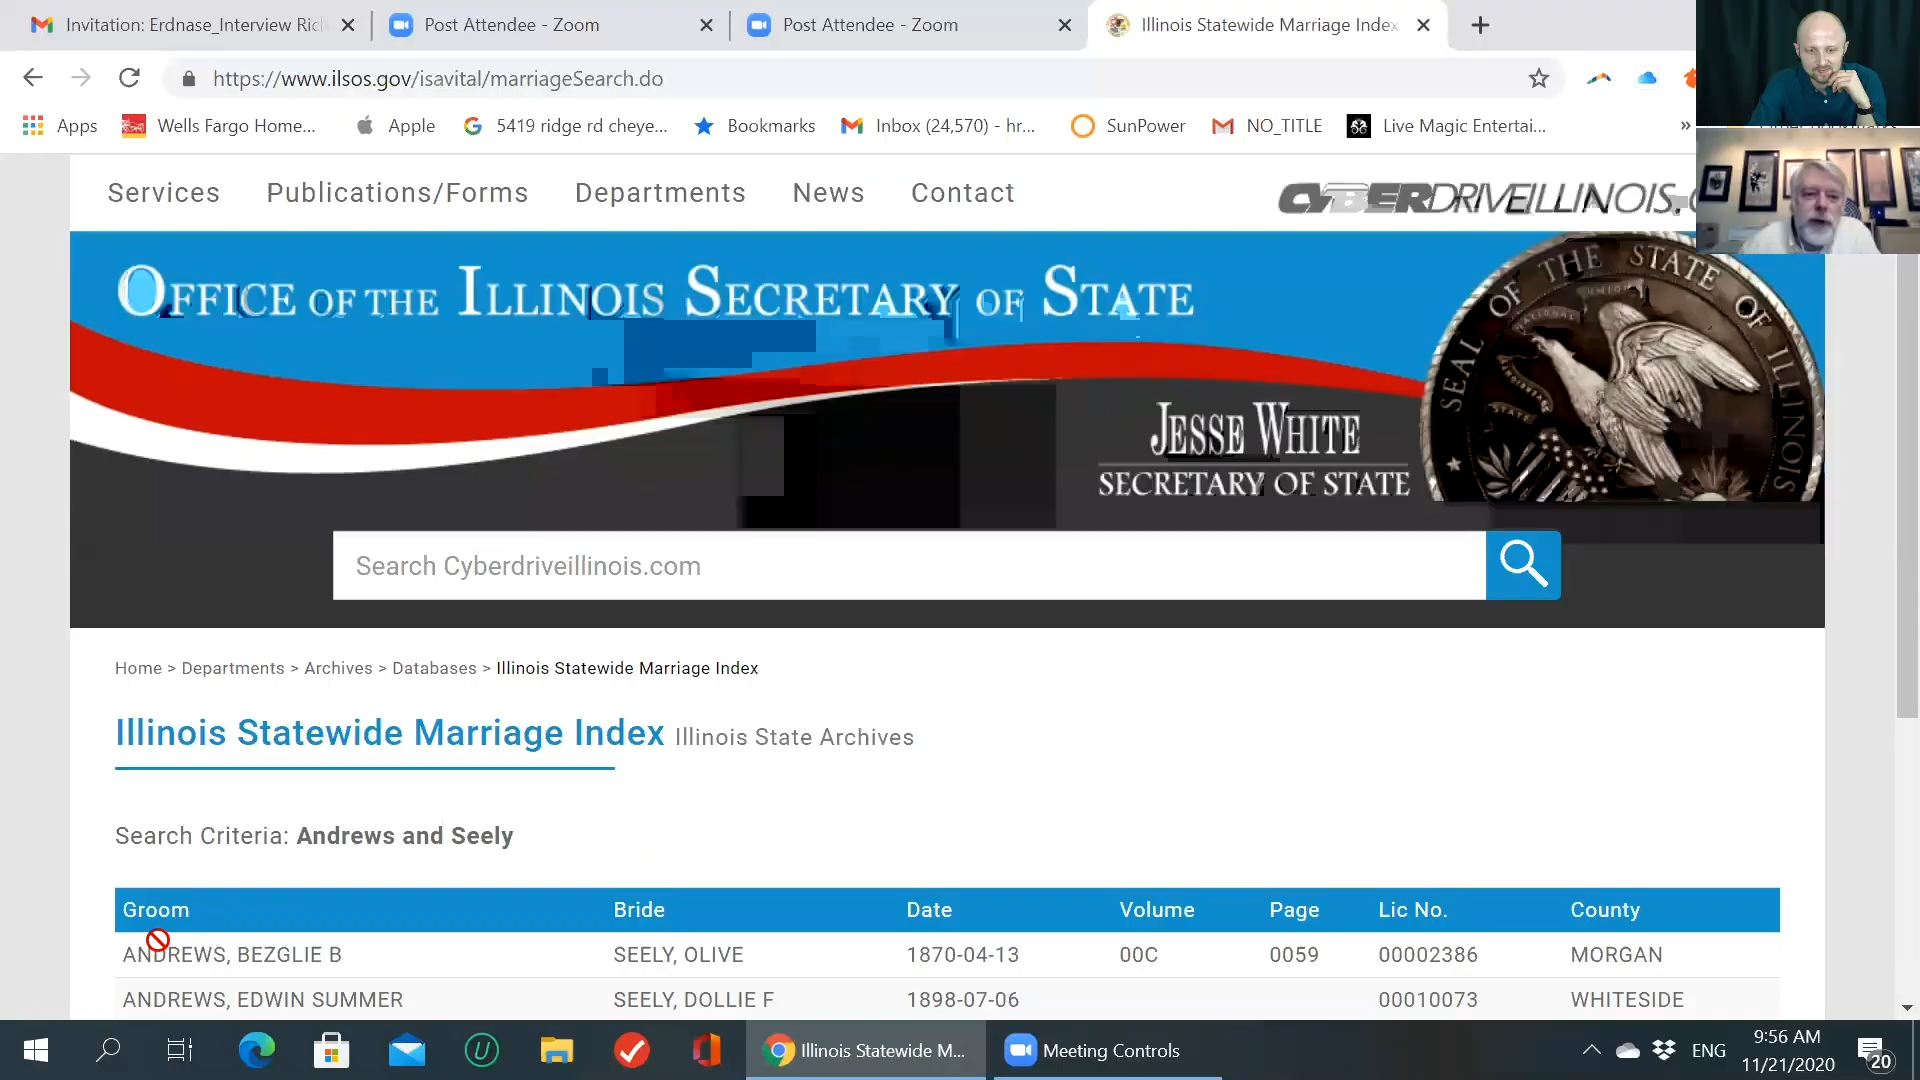 Invitation: Erdnase_Interview Ric
Post Attendee - Zoom
Post Attendee - Zoom
Illinois Statewide Marriage Index
https://www.ilsos.gov/isavital/marriageSearch.do
Apps
Wells Fargo Home...
Apple
5419 ridge rd cheye...
Bookmarks
Inbox (24,570) - hr...
SunPower
NO_TITLE
Live Magic Entertai...
»
Services
Publications/Forms
Departments
News
Contact
CYBERDRIVEILLINOIS.
OFFICE OF THE ILLINOIS SECRETARY OF STATE
SEAL OF THE STATE OF ILLINOIS
JESSE WHITE
SECRETARY OF STATE
Search Cyberdriveillinois.com
Home > Departments > Archives > Databases > Illinois Statewide Marriage Index
Illinois Statewide Marriage Index Illinois State Archives
Search Criteria: Andrews and Seely
Groom Bride Date Volume Page Lic No. County
ANDREWS, BEZGLIE B SEELY, OLIVE 1870-04-13 00C 0059 00002386 MORGAN
ANDREWS, EDWIN SUMMER SEELY, DOLLIE F 1898-07-06 00010073 WHITESIDE
Illinois Statewide M...
Meeting Controls
ENG
9:56 AM
11/21/2020
20